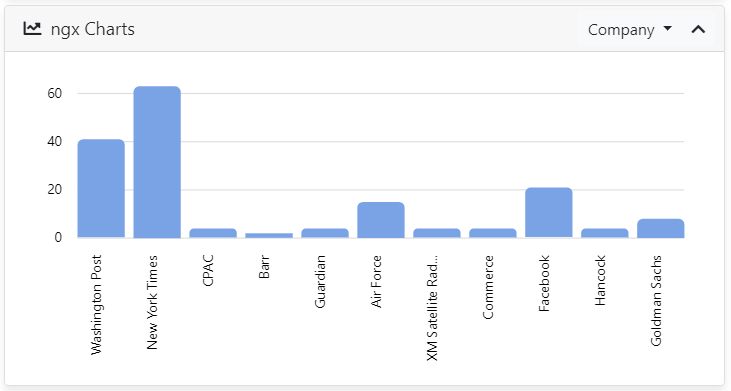 ngx Charts
Company
60
40
20
0
Washington Post
New York Times
CPAC
Barr
Guardian
Air Force
XM Satellite Rad...
Commerce
Facebook
Hancock
Goldman Sachs